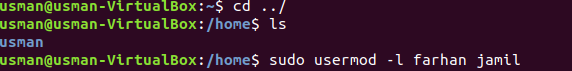 usman@usman-VirtualBox:~$ cd ../
usman@usman-VirtualBox:/home$ ls
usman
usman@usman-VirtualBox:/home$ sudo usermod -l farhan jamil